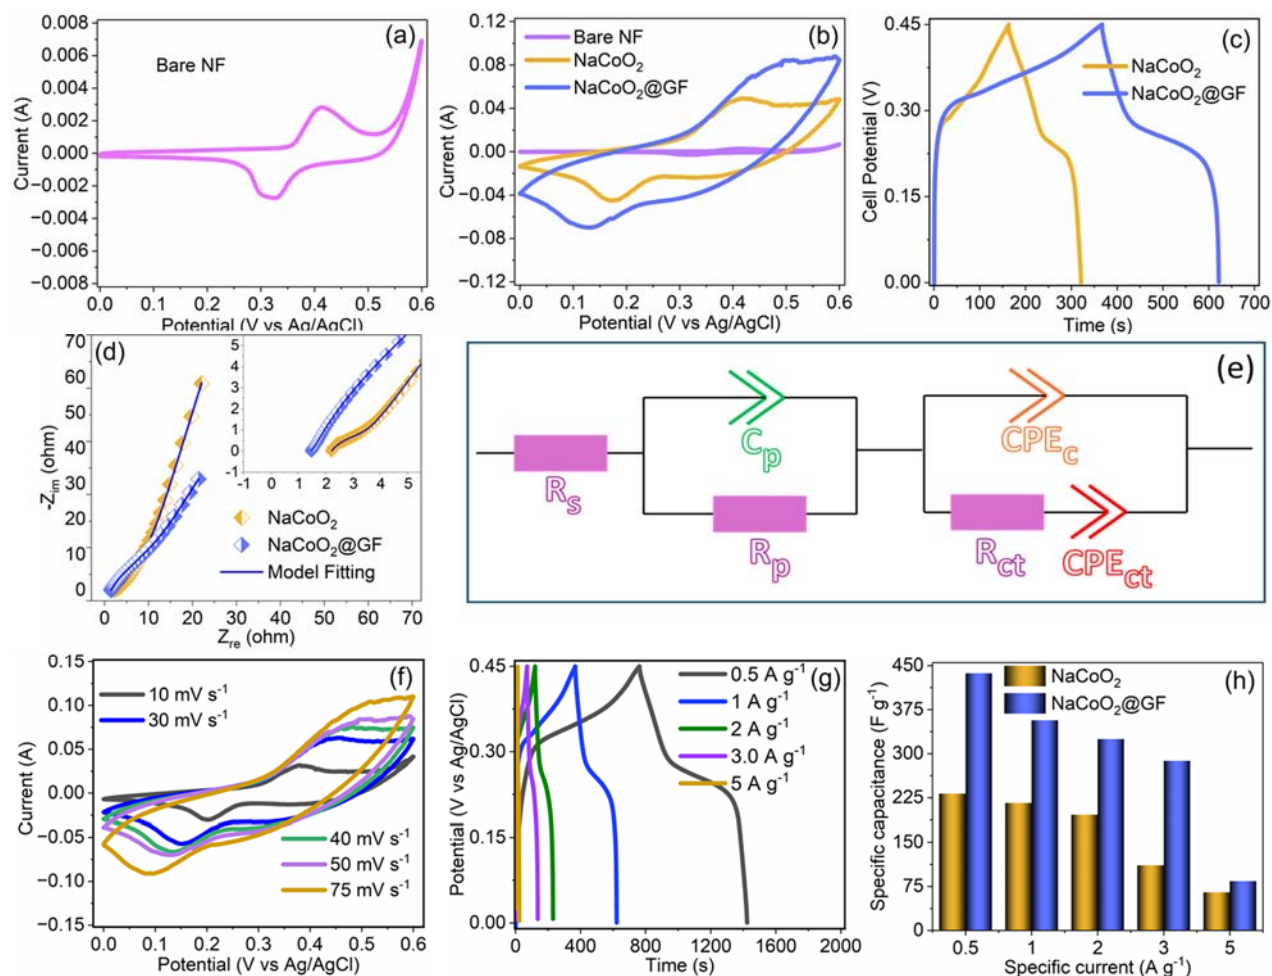 (a)
Bare NF
0.008
0.006
0.004
0.002
0.000
−0.002
−0.004
−0.006
−0.008
Current (A)
0.0 0.1 0.2 0.3 0.4 0.5 0.6
Potential (V vs Ag/AgCl)
(b)
Bare NF
NaCoO₂
NaCoO₂@GF
0.12
0.08
0.04
0.00
−0.04
−0.08
−0.12
Current (A)
0.0 0.1 0.2 0.3 0.4 0.5 0.6
Potential (V vs Ag/AgCl)
(c)
NaCoO₂
NaCoO₂@GF
0.45
0.30
0.15
0.00
Cell Potential (V)
0 100 200 300 400 500 600 700
Time (s)
(d)
70
60
50
40
30
20
10
0
-Z_im (ohm)
5
4
3
2
1
0
-1
-1 0 1 2 3 4 5
NaCoO₂
NaCoO₂@GF
Model Fitting
0 10 20 30 40 50 60 70
Z_re (ohm)
(e)
C_p
CPE_c
R_s
R_p
R_ct
CPE_ct
(f)
10 mV s⁻¹
30 mV s⁻¹
40 mV s⁻¹
50 mV s⁻¹
75 mV s⁻¹
0.15
0.10
0.05
0.00
−0.05
−0.10
−0.15
Current (A)
0.0 0.1 0.2 0.3 0.4 0.5 0.6
Potential (V vs Ag/AgCl)
(g)
0.5 A g⁻¹
1 A g⁻¹
2 A g⁻¹
3.0 A g⁻¹
5 A g⁻¹
0.45
0.30
0.15
0.00
Potential (V vs Ag/AgCl)
0 400 800 1200 1600 2000
Time (s)
(h)
NaCoO₂
NaCoO₂@GF
450
375
300
225
150
75
0
Specific capacitance (F g⁻¹)
0.5 1 2 3 5
Specific current (A g⁻¹)